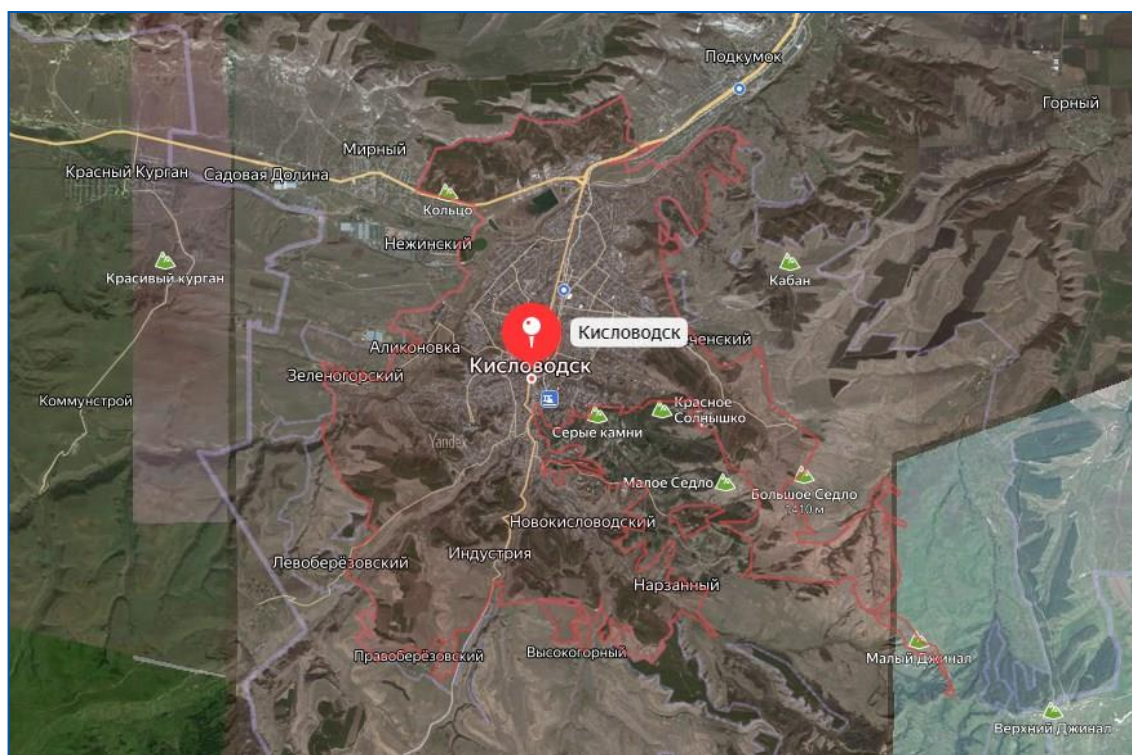 Подкумок
Горный
Мирный
Красный Курган
Садовая Долина
Кольцо
Нежинский
Красивый курган
Кабан
Кисловодск
ченский
Аликоновка
Кисловодск
Зеленогорский
Коммунстрой
Красное
Солнышко
Серые камни
Yandex
Малое Седло
Большое Седло
1410 м
Новокисловодский
Индустрия
Левоберёзовский
Нарзанный
Правоберёзовский
Высокогорный
Малый Джинал
Верхний Джинал